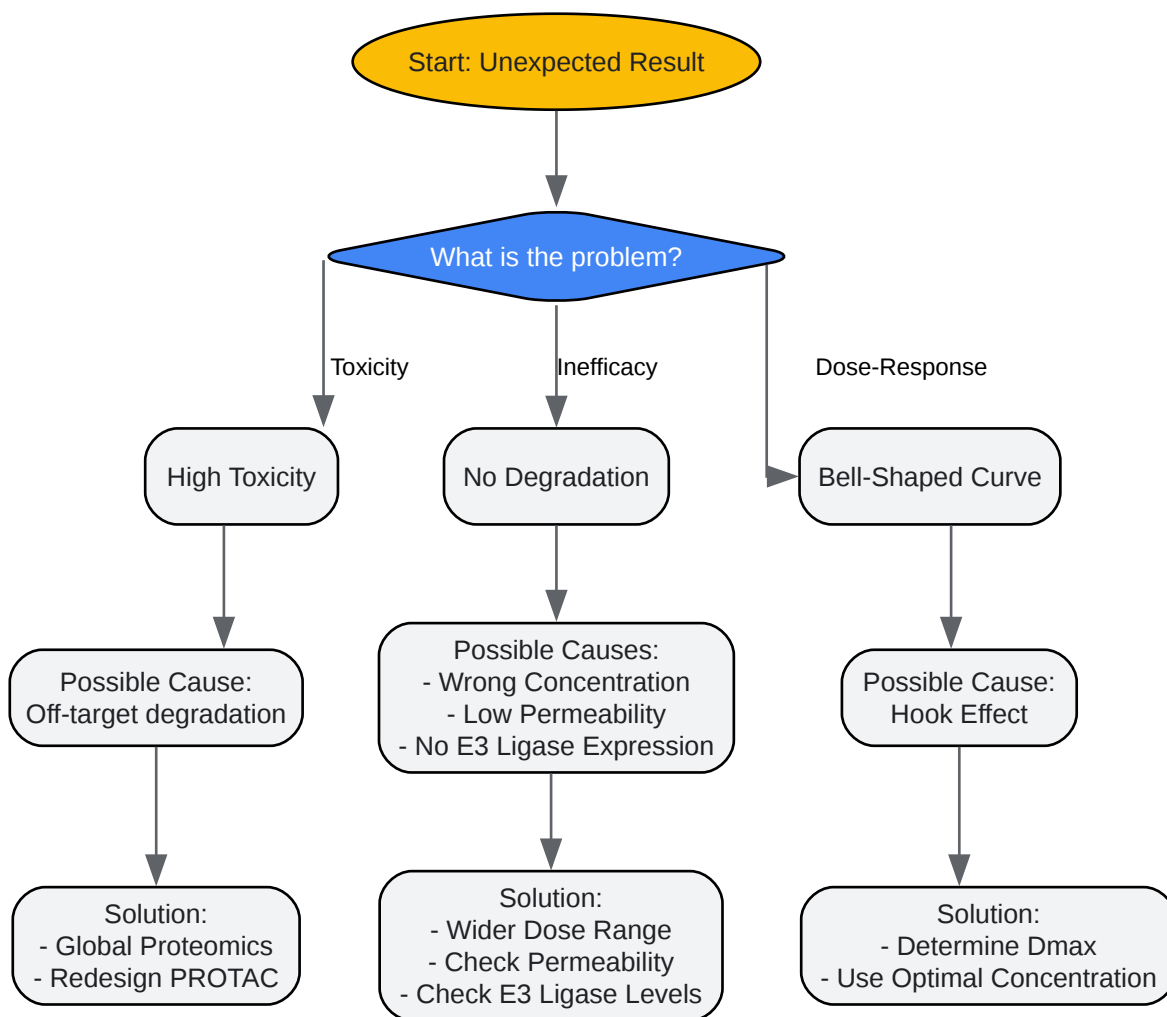 Start: Unexpected Result
What is the problem?
Toxicity
Inefficacy
Dose-Response
High Toxicity
No Degradation
Bell-Shaped Curve
Possible Cause:
Off-target degradation
Possible Causes:
- Wrong Concentration
- Low Permeability
- No E3 Ligase Expression
Possible Cause:
Hook Effect
Solution:
- Global Proteomics
- Redesign PROTAC
Solution:
- Wider Dose Range
- Check Permeability
- Check E3 Ligase Levels
Solution:
- Determine Dmax
- Use Optimal Concentration